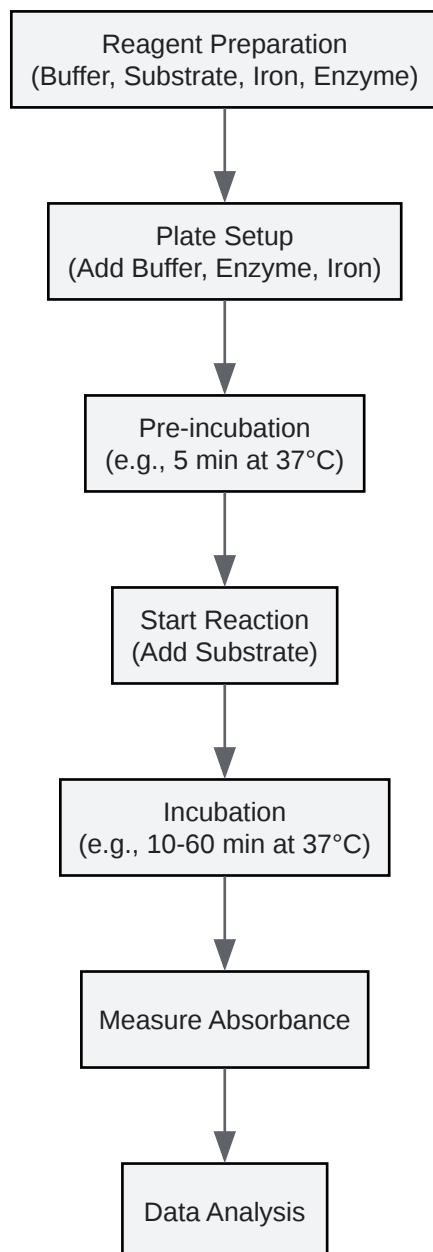 Reagent Preparation
(Buffer, Substrate, Iron, Enzyme)
Plate Setup
(Add Buffer, Enzyme, Iron)
Pre-incubation
(e.g., 5 min at 37°C)
Start Reaction
(Add Substrate)
Incubation
(e.g., 10-60 min at 37°C)
Measure Absorbance
Data Analysis